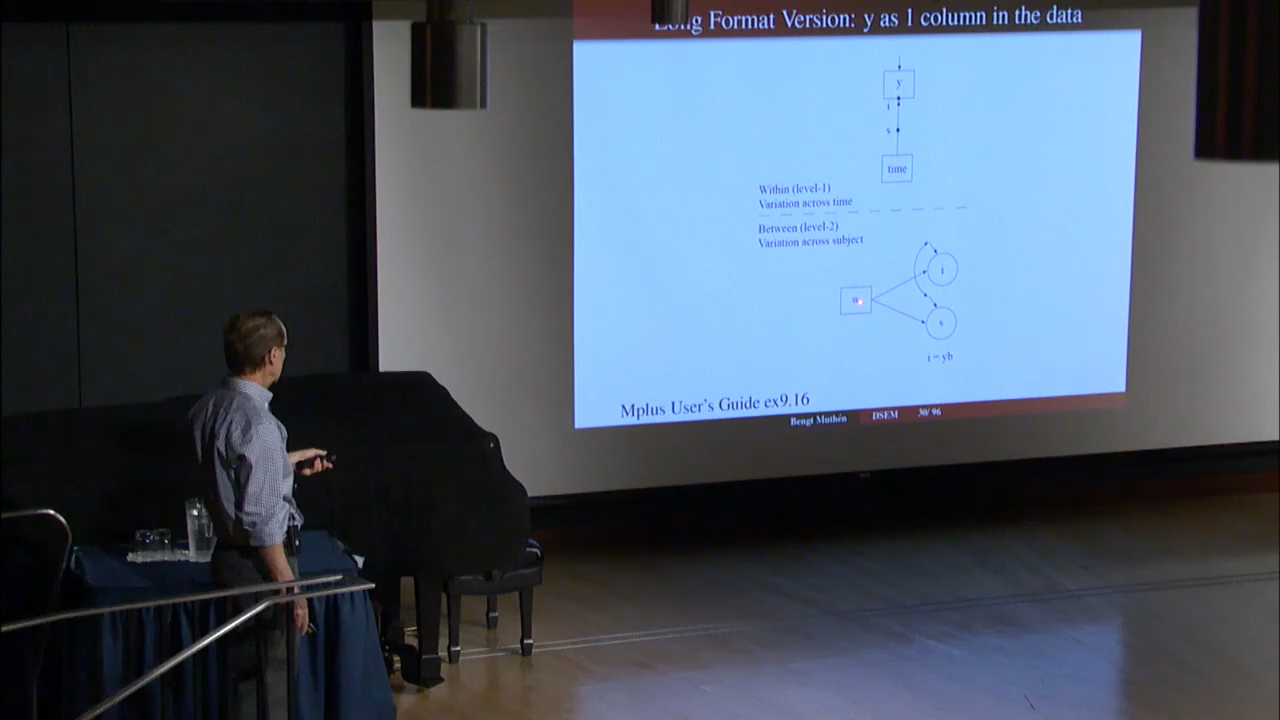 Long Format Version: y as 1 column in the data
y
i
s
time
Within (level-1)
Variation across time
Between (level-2)
Variation across subject
i
w
s
i = yb
Mplus User's Guide ex9.16
Bengt Muthén DSEM 30/ 96